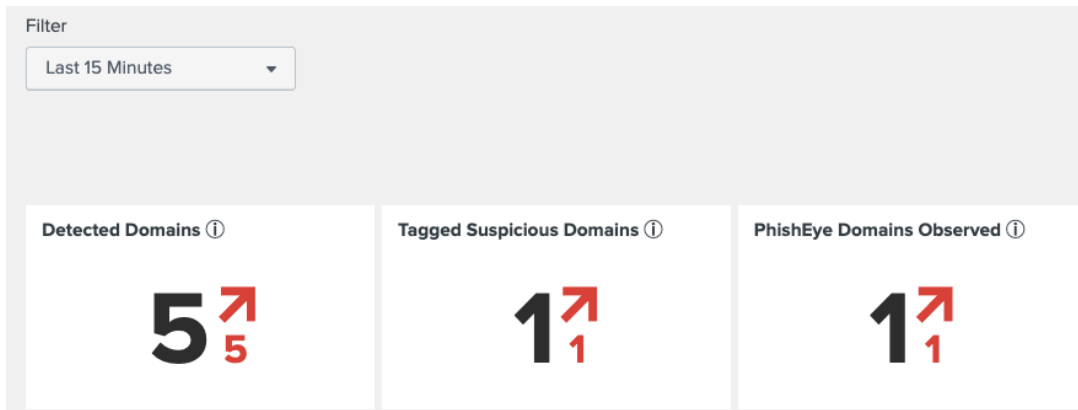 Filter
Last 15 Minutes
Detected Domains ⓘ
Tagged Suspicious Domains ⓘ
PhishEye Domains Observed ⓘ
5 5
1 1
1 1